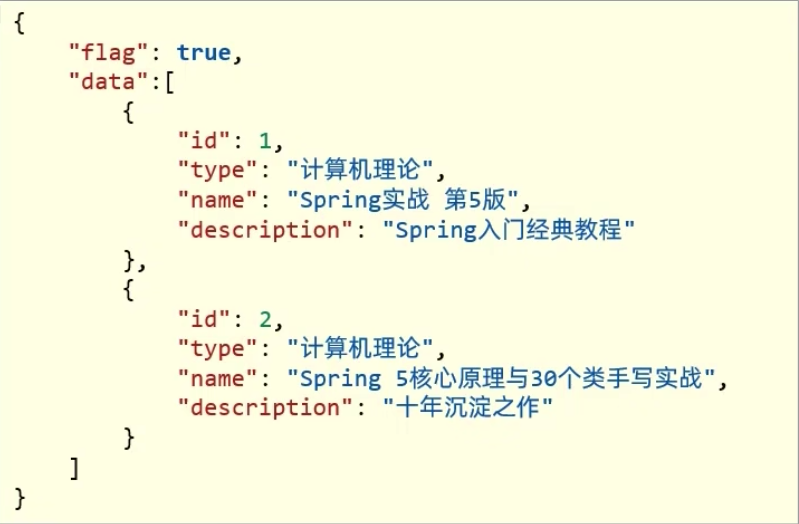 {
    "flag": true,
    "data":[
        {
            "id": 1,
            "type": "计算机理论",
            "name": "Spring实战 第5版",
            "description": "Spring入门经典教程"
        },
        {
            "id": 2,
            "type": "计算机理论",
            "name": "Spring 5核心原理与30个类手写实战",
            "description": "十年沉淀之作"
        }
    ]
}